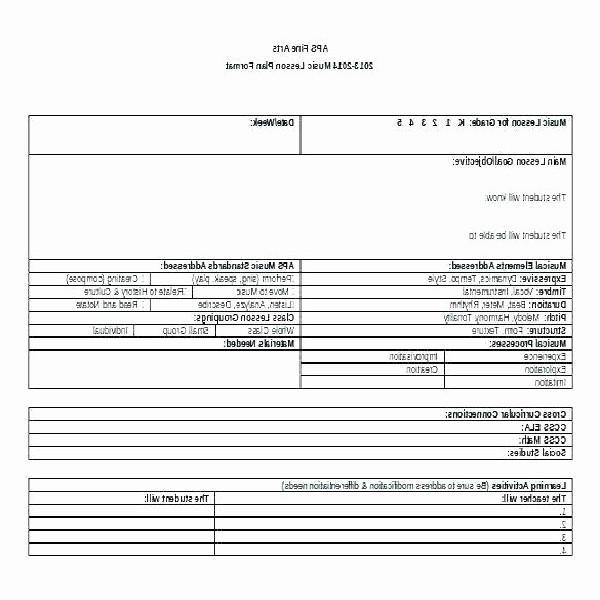 APS Fine Arts
2013-2014 Music Lesson Plan Format
Music Lesson for Grade: K 1 2 3 4 5 Date/Week:
Main Lesson Goal/Objective:
The student will know:
The student will be able to
Musical Elements Addressed: APS Music Standards Addressed:
Expressive: Dynamics, Tempo, Style Perform (sing, speak, play) Creating (compose)
Timbre: Vocal, Instrumental Move to Music Relate to History & Culture
Duration: Beat, Meter, Rhythm Listen, Analyze, Describe Read and Notate
Pitch: Melody, Harmony, Tonality Class Lesson Groupings:
Structure: Form, Texture Whole Class Small Group Individual
Musical Processes: Materials Needed:
Experience Improvisation
Exploration Creation
Imitation
Cross Curricular Connections:
CCSS ELA:
CCSS Math:
Social Studies:
Learning Activities (Be sure to address modification & differentiation needs)
The teacher will: The student will:
1.
2.
3.
4.